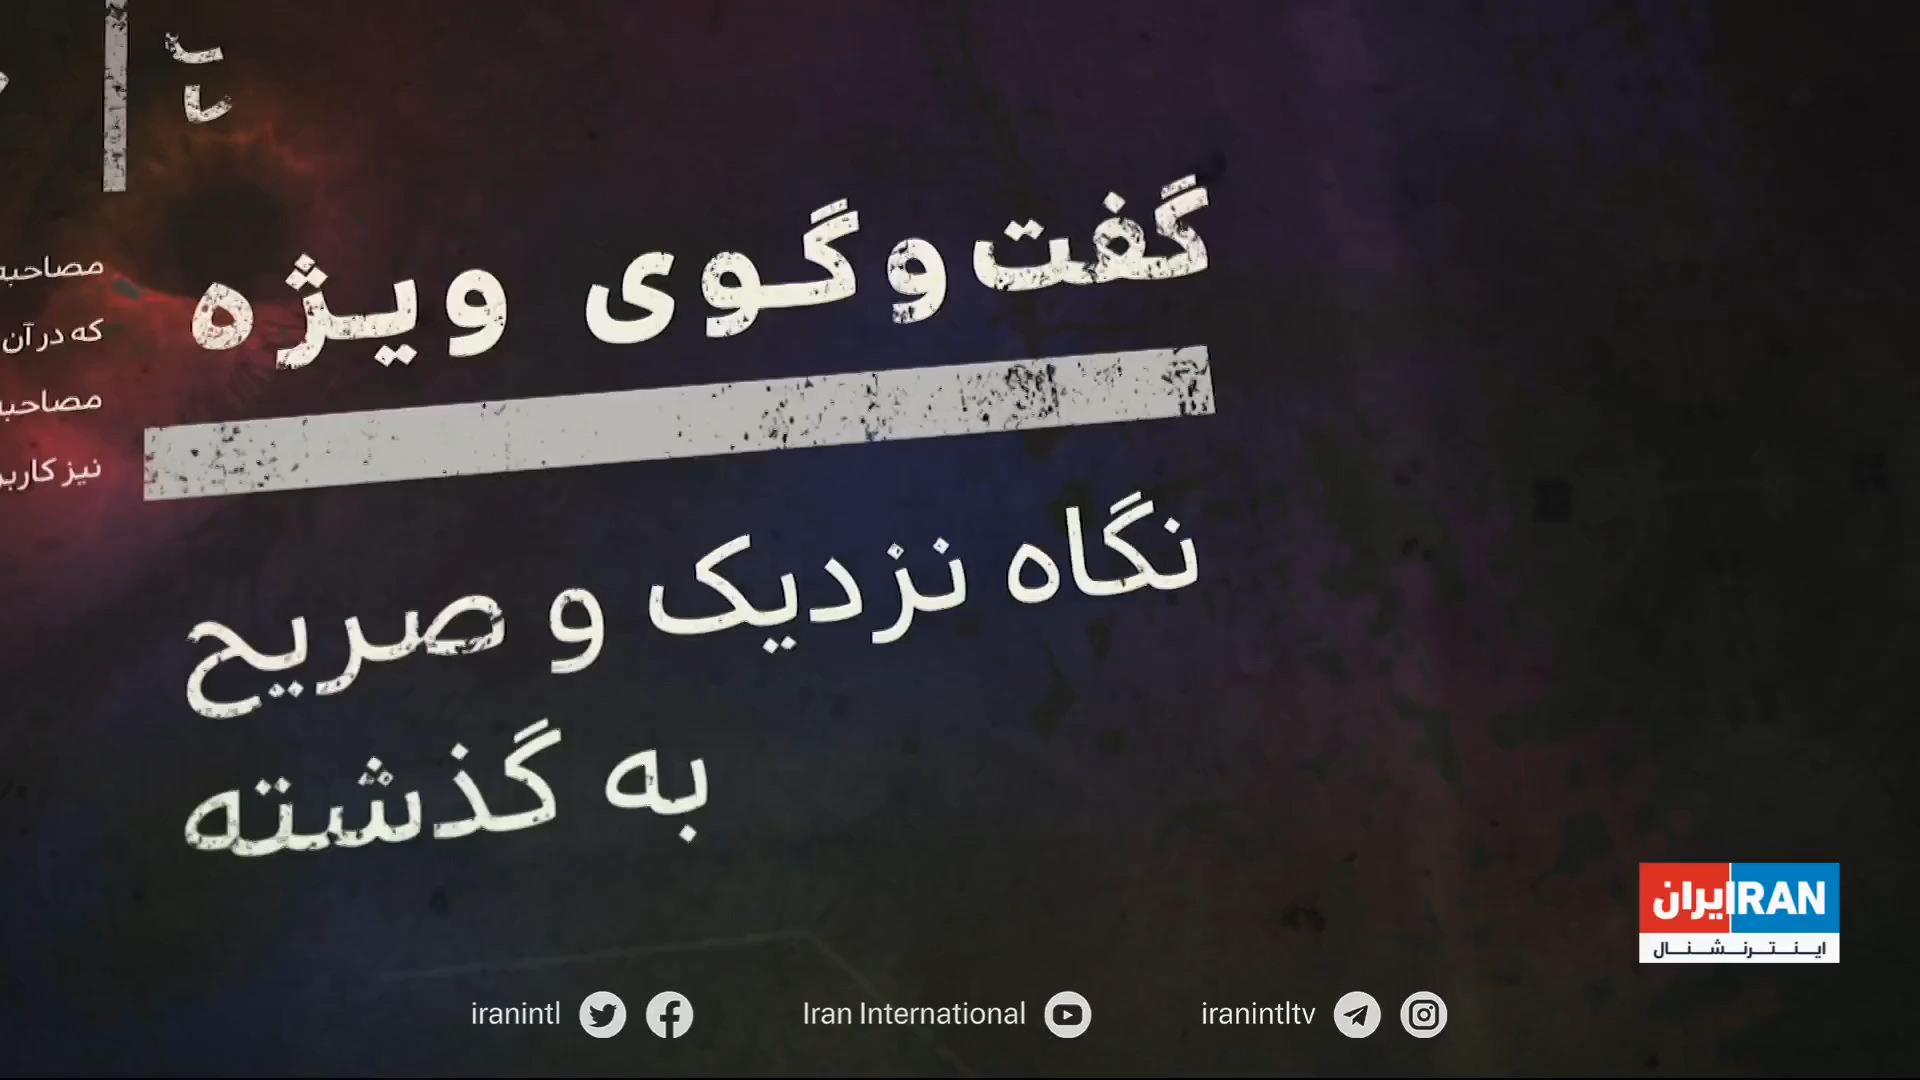 گفت‌وگوی ویژه
نگاه نزدیک و صریح
به گذشته
مصاحبه
که در آن
مصاحبه
نیز
IRAN ایران
اینترنشنال
iranintl
Iran International
iranintltv